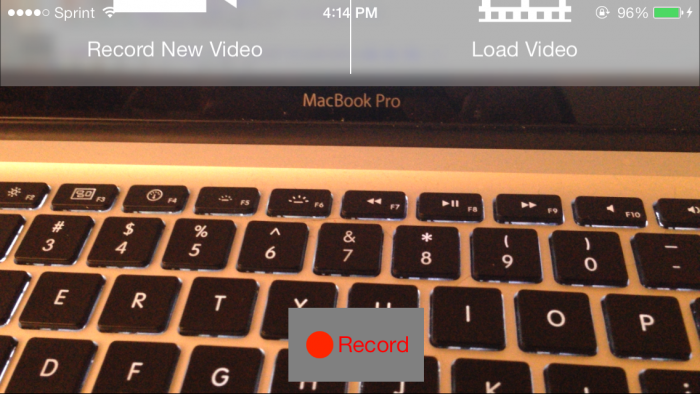 Sprint 4:14 PM 96%
Record New Video Load Video
MacBook Pro
F2 F3 F4 F5 F6 F7 F8 F9 F10
# $ % ^ & * ( ) —
3 4 5 6 7 8 9 0 -
E R T Y U I O P
Record
D F G H J K L